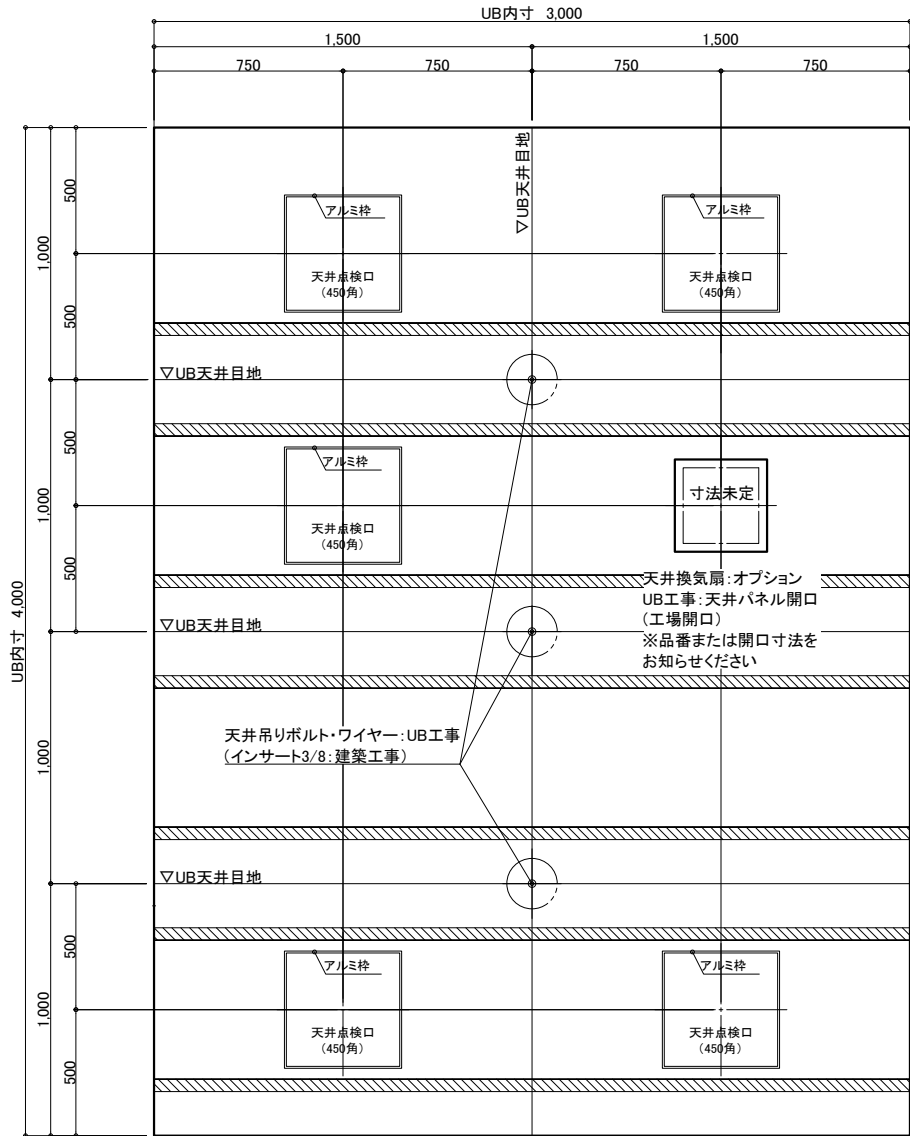 UB内寸 3,000
1,500
1,500
750
750
750
750
▽UB天井目地
UB内寸 4,000
1,000
500
500
アルミ枠
天井点検口
(450角)
アルミ枠
天井点検口
(450角)
▽UB天井目地
1,000
500
500
アルミ枠
天井点検口
(450角)
寸法未定
天井換気扇:オプション
UB工事:天井パネル開口
(工場開口)
※品番または開口寸法を
お知らせください
▽UB天井目地
1,000
天井吊りボルト・ワイヤー:UB工事
(インサート3/8:建築工事)
▽UB天井目地
1,000
500
500
アルミ枠
天井点検口
(450角)
アルミ枠
天井点検口
(450角)